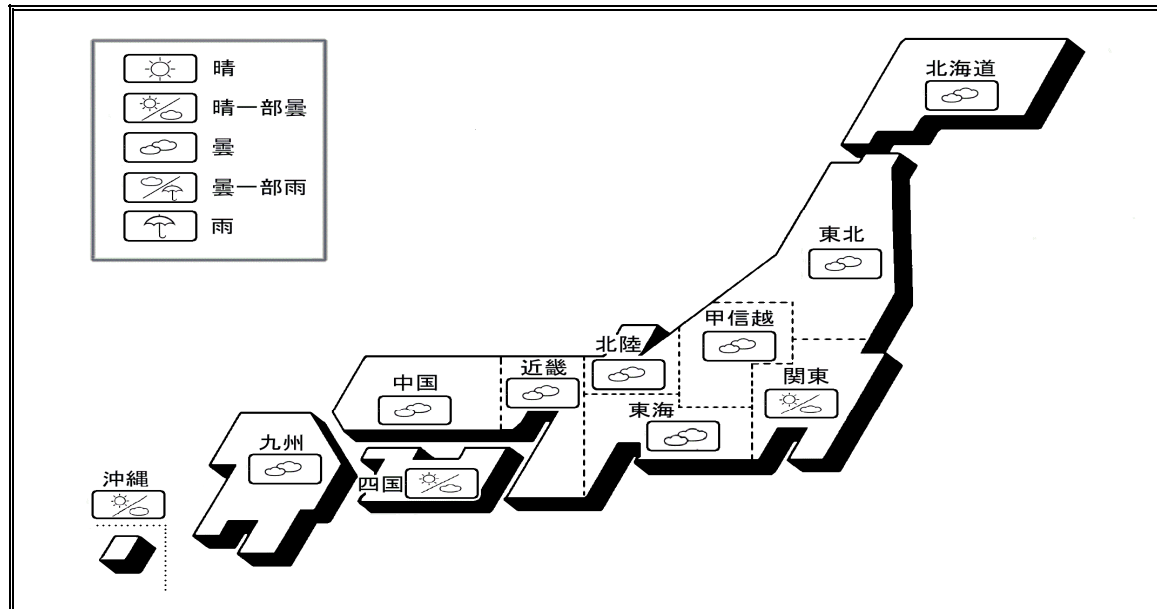 晴
晴一部曇
曇
曇一部雨
雨
北海道
東北
甲信越
北陸
近畿
関東
中国
東海
九州
四国
沖縄